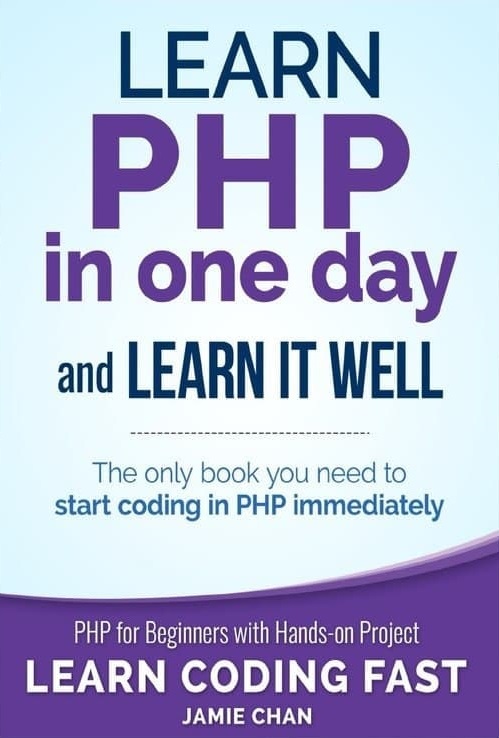 LEARN
PHP
in one day
and LEARN IT WELL
The only book you need to
start coding in PHP immediately
PHP for Beginners with Hands-on Project
LEARN CODING FAST
JAMIE CHAN